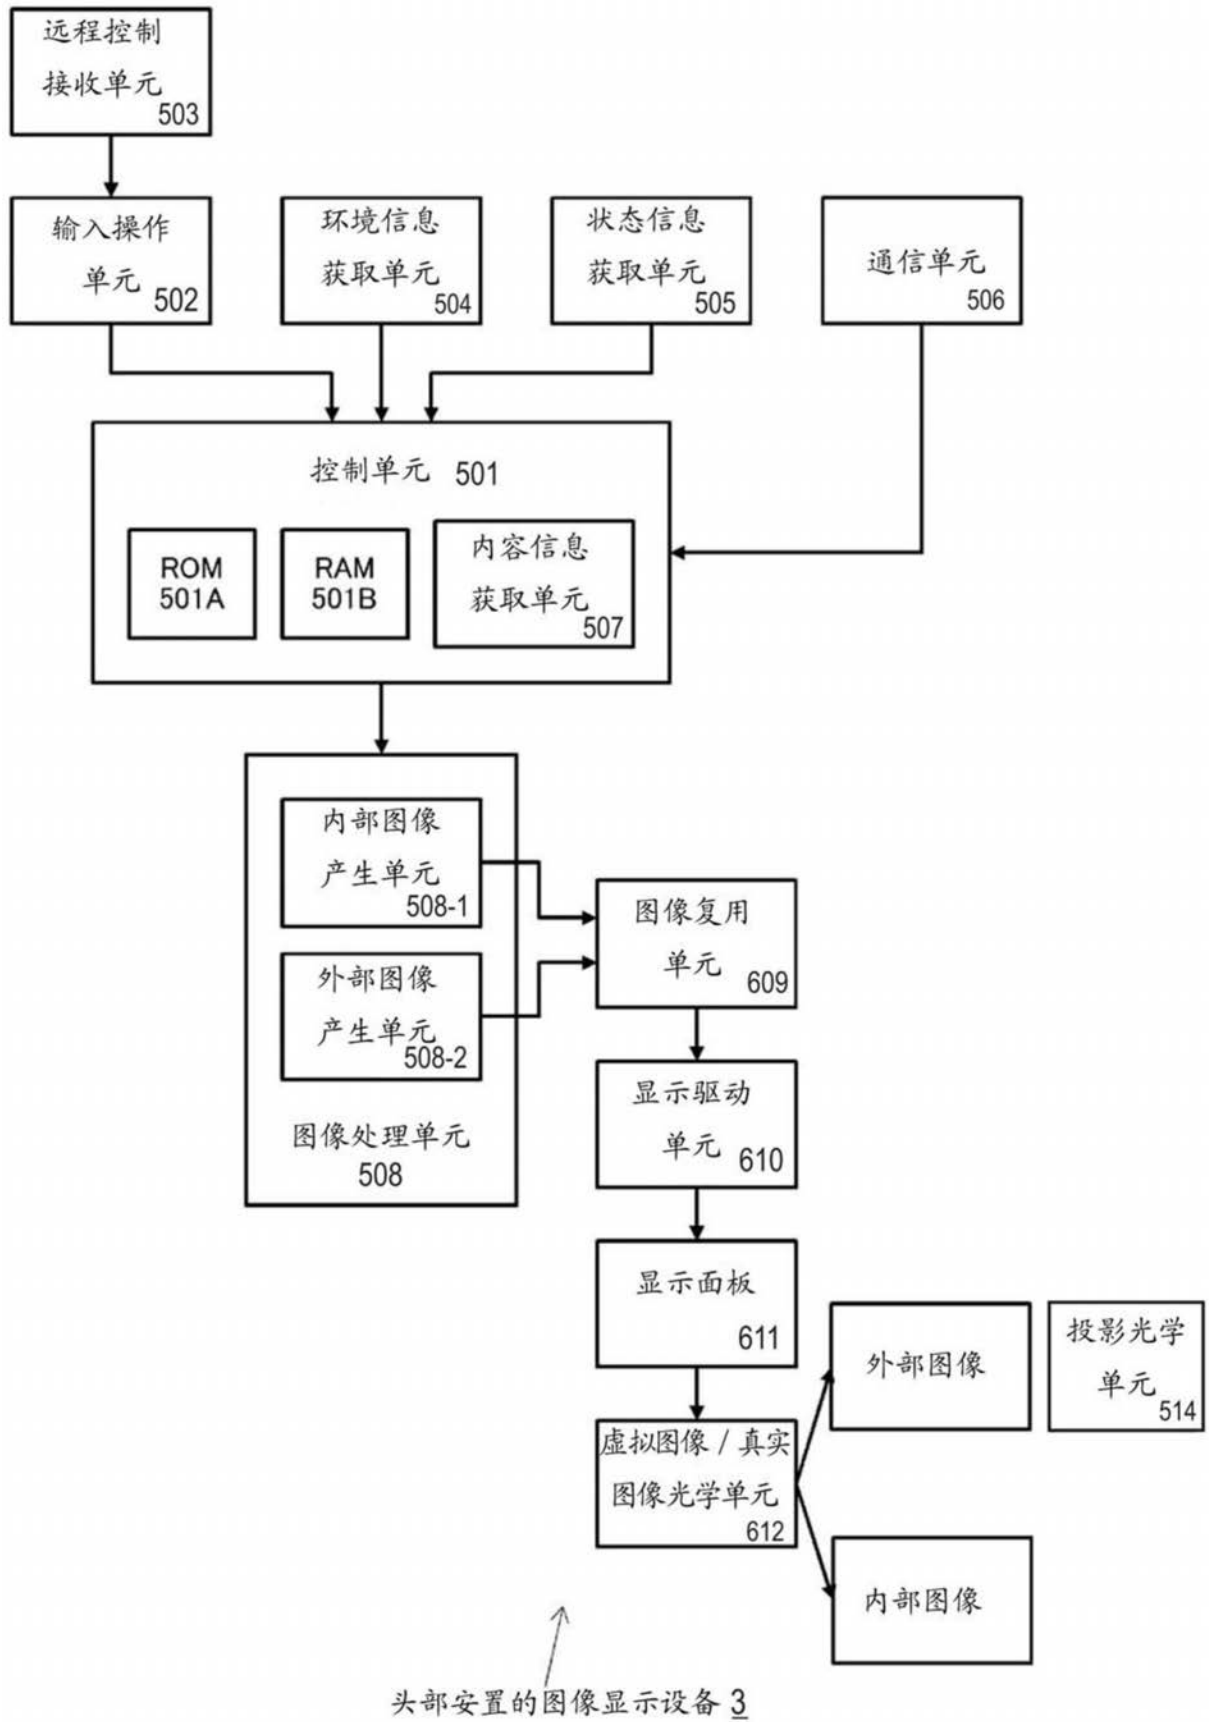 远程控制
接收单元
503
输入操作
单元
502
环境信息
获取单元
504
状态信息
获取单元
505
通信单元
506
控制单元 501
ROM
501A
RAM
501B
内容信息
获取单元
507
内部图像
产生单元
508-1
外部图像
产生单元
508-2
图像处理单元
508
图像复用
单元
609
显示驱动
单元
610
显示面板
611
虚拟图像/真实
图像光学单元
612
外部图像
投影光学
单元
514
内部图像
头部安置的图像显示设备 3